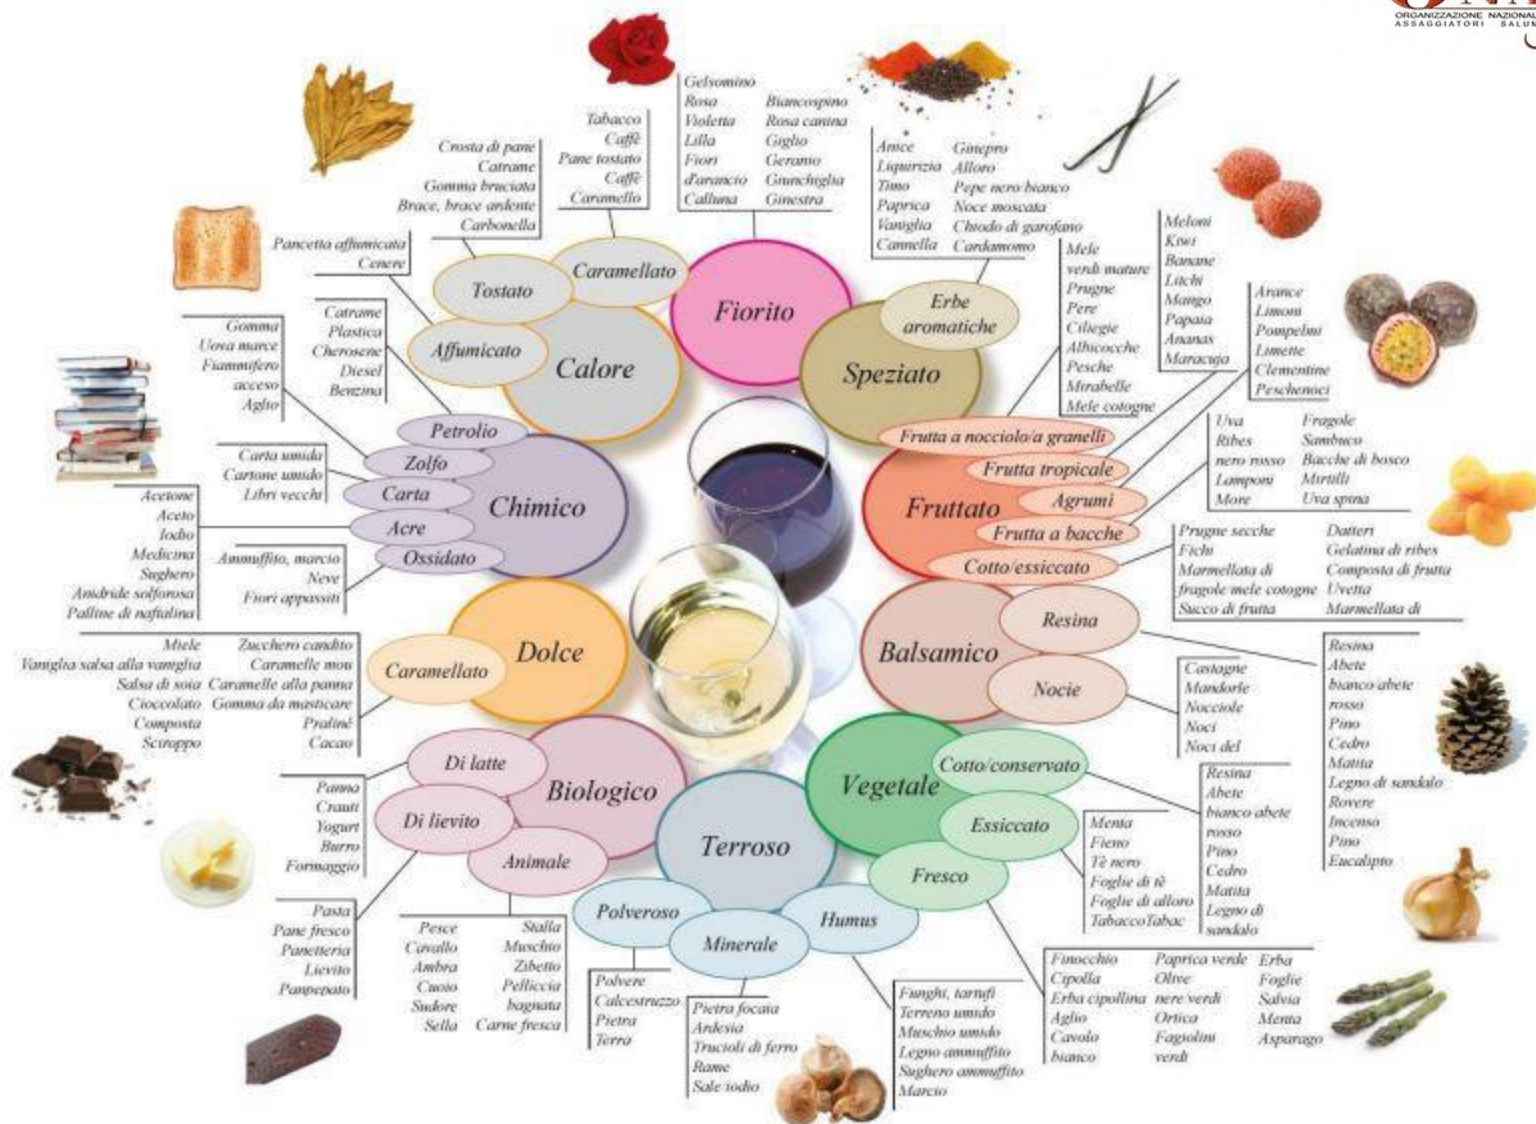 ORGANIZZAZIONE NAZIONAL
ASSAGGIATORI SALUM
Fiorito
Gelsomino
Rosa
Violetta
Lilla
Fiori
d'arancio
Calluna
Biancospino
Rosa canina
Giglio
Geranio
Giunchiglia
Ginestra
Speziato
Erbe
aromatiche
Anice
Liquirizia
Timo
Paprica
Vaniglia
Cannella
Ginepro
Alloro
Pepe nero bianco
Noce moscata
Chiodo di garofano
Cardamomo
Fruttato
Frutta a nocciolo/a granelli
Mele
verdi mature
Prugne
Pere
Ciliegie
Albicocche
Pesche
Mirabelle
Mele cotogne
Frutta tropicale
Meloni
Kiwi
Banane
Litchi
Mango
Papaia
Ananas
Maracuja
Agrumi
Arance
Limoni
Pompelmi
Limette
Clementine
Peschenoci
Frutta a bacche
Uva
Ribes
nero rosso
Lamponi
More
Fragole
Sambuco
Bacche di bosco
Mirtilli
Uva spina
Cotto/essiccato
Prugne secche
Fichi
Marmellata di
fragole mele cotogne
Succo di frutta
Datteri
Gelatina di ribes
Composta di frutta
Uvetta
Marmellata di
Balsamico
Resina
Resina
Abete
bianco/abete
rosso
Pino
Cedro
Matita
Legno di sandalo
Rovere
Incenso
Pino
Eucalipto
Nocie
Castagne
Mandorle
Nocciole
Noci
Noci del
Vegetale
Cotto/conservato
Resina
Abete
bianco abete
rosso
Pino
Cedro
Matita
Legno di
sandalo
Essiccato
Menta
Fieno
Tè nero
Foglie di tè
Foglie di alloro
TabaccoTabac
Fresco
Finocchio
Cipolla
Erba cipollina
Aglio
Cavolo
bianco
Paprica verde
Olive
nere/verdi
Ortica
Fagiolini
verdi
Erba
Foglie
Salvia
Menta
Asparago
Terroso
Humus
Funghi, tartufi
Terreno umido
Muschio umido
Legno ammuffito
Sughero ammuffito
Marcio
Minerale
Pietra focaia
Ardesia
Trucioli di ferro
Rame
Sale/iodio
Polveroso
Polvere
Calcestruzzo
Pietra
Terra
Biologico
Animale
Pesce
Cavallo
Ambra
Cuoio
Sudore
Sella
Stalla
Muschio
Zibetto
Pelliccia
bagnata
Carne fresca
Di lievito
Pasta
Pane fresco
Panetteria
Lievito
Panpepato
Di latte
Panna
Crauti
Yogurt
Burro
Formaggio
Dolce
Caramellato
Miele
Vaniglia salsa alla vaniglia
Salsa di soia
Cioccolato
Composta
Sciroppo
Zucchero candito
Caramelle mou
Caramelle alla panna
Gomma da masticare
Praliné
Cacao
Chimico
Ossidato
Ammuffito, marcio
Neve
Fiori appassiti
Acre
Acetone
Aceto
Iodio
Medicina
Sughero
Anidride solforosa
Palline di naftalina
Carta
Carta umida
Cartone umido
Libri vecchi
Zolfo
Gomma
Uova marce
Fiammifero
acceso
Aglio
Petrolio
Catrame
Plastica
Cherosene
Diesel
Benzina
Calore
Affumicato
Pancetta affumicata
Cenere
Tostato
Crosta di pane
Catrame
Gomma bruciata
Brace, brace ardente
Carbonella
Caramellato
Tabacco
Caffè
Pane tostato
Caffè
Caramello